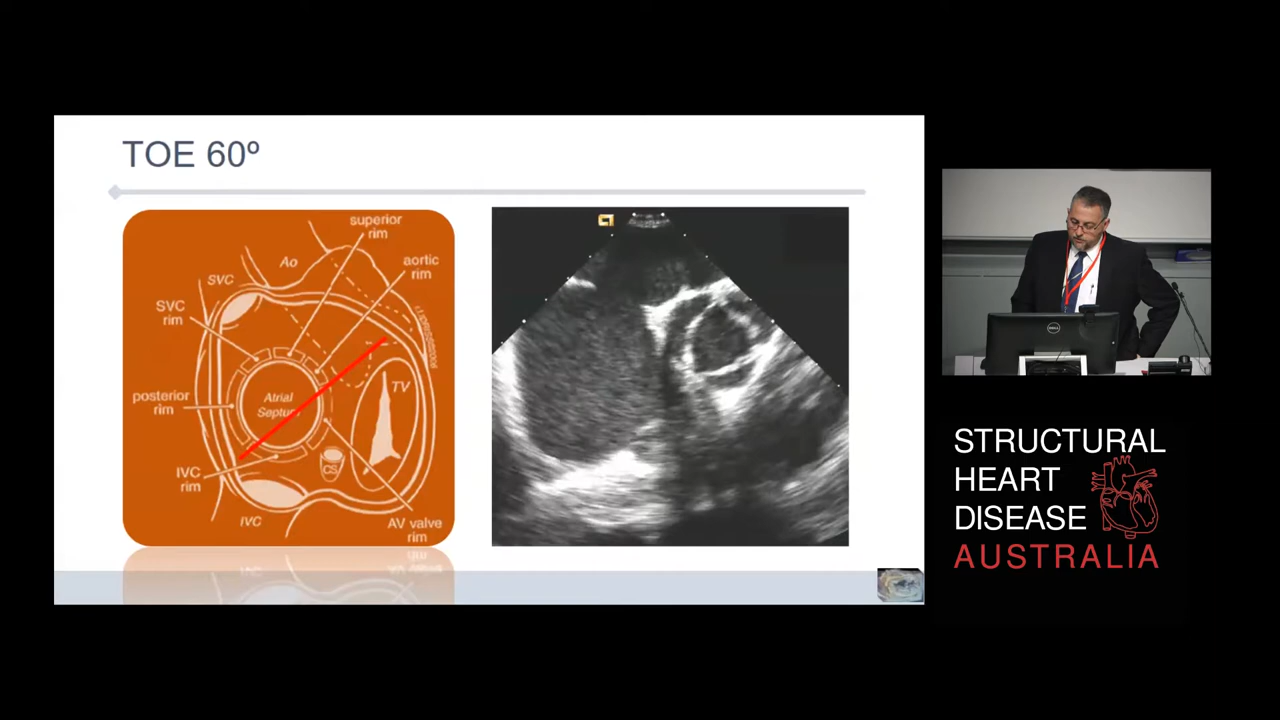 TOE 60º
superior
rim
Ao
aortic
rim
SVC
SVC
rim
TV
posterior
rim
Atrial
Septum
IVC
rim
CS
IVC
AV valve
rim
DELL
STRUCTURAL
HEART
DISEASE
AUSTRALIA